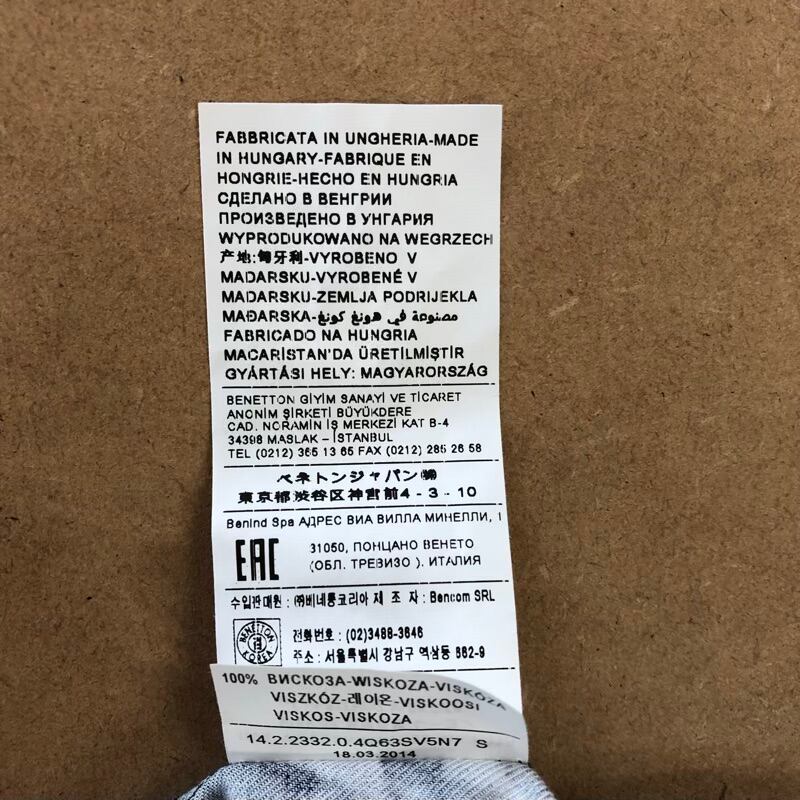 FABBRICATA IN UNGHERIA-MADE
IN HUNGARY-FABRIQUE EN
HONGRIE-HECHO EN HUNGRIA
СДЕЛАНО В ВЕНГРИИ
ПРОИЗВЕДЕНО В УНГАРИЯ
WYPRODUKOWANO NA WEGRZECH
产地:匈牙利-VYROBENO V
MADARSKU-VYROBENÉ V
MADARSKU-ZEMLJA PODRIJEKLA
MAĐARSKA-مصنوعة في هونغ كونغ
FABRICADO NA HUNGRIA
MACARİSTAN'DA ÜRETİLMİŞTİR
GYÁRTÁSI HELY: MAGYARORSZÁG
BENETTON GİYİM SANAYİ VE TİCARET
ANONİM ŞİRKETİ BÜYÜKDERE
CAD. NORAMIN İŞ MERKEZİ KAT B-4
34398 MASLAK – İSTANBUL
TEL (0212) 365 13 65 FAX (0212) 285 26 58
ベネトンジャパン㈱
東京都渋谷区神宮前4-3-10
Benind Spa АДРЕС ВИА ВИЛЛА МИНЕЛЛИ, 1
EAC
31050, ПОНЦАНО ВЕНЕТО
(ОБЛ. ТРЕВИЗО ). ИТАЛИЯ
수입판매원 : ㈜베네통코리아 제 조 자 : Bencom SRL
BENETTON KOREA
전화번호 : (02)3488-3646
주소 : 서울특별시 강남구 역삼동 862-9
100% ВИСКОЗА-WISKOZA-VISKÓZA
VISZKÓZ-레이온-VISKOOSI
VISKOS-VISKOZA
14.2.2332.0.4Q63SV5N7 S
18.03.2014